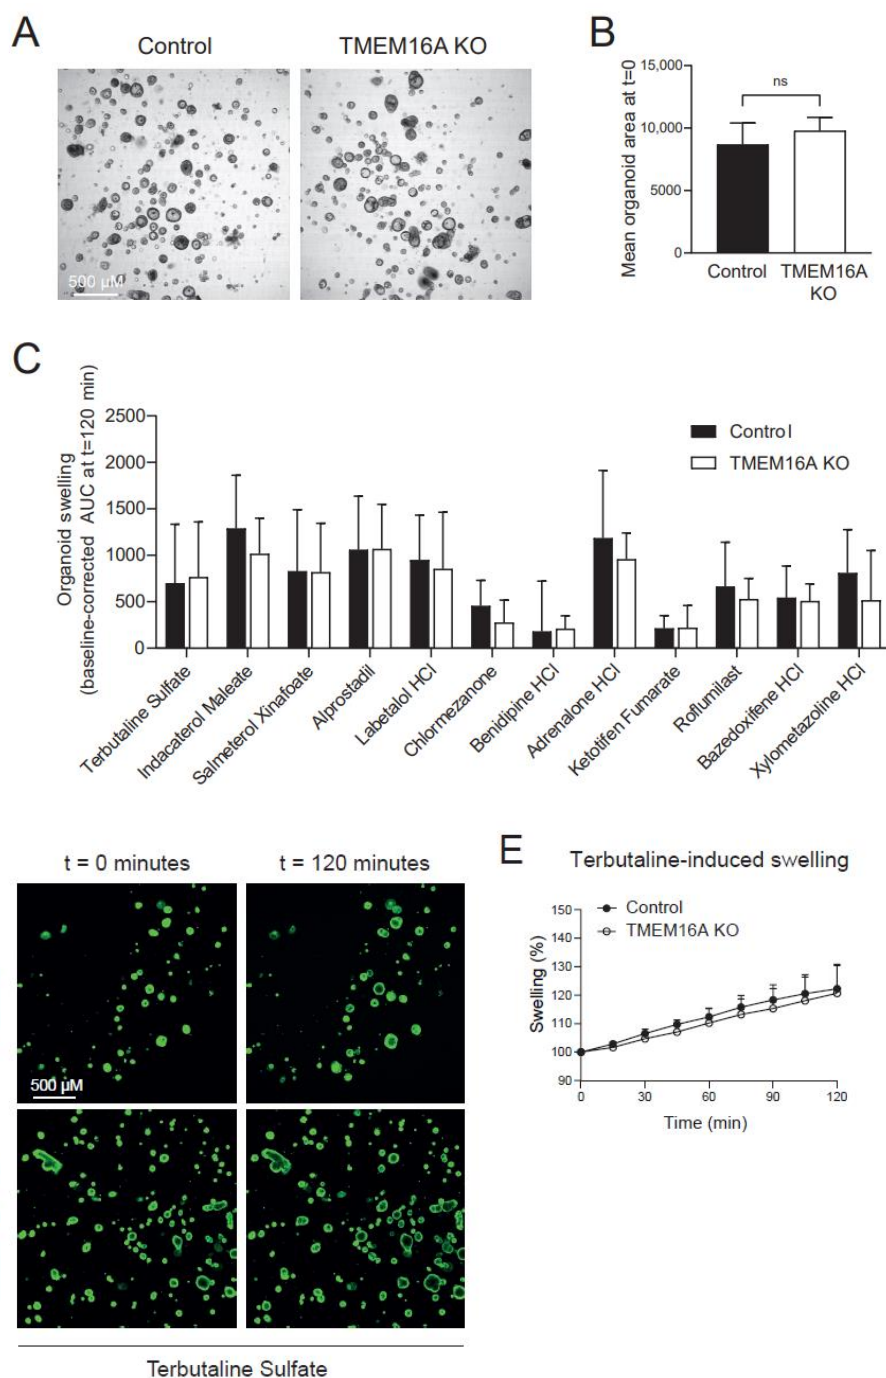 A
Control
TMEM16A KO
500 µM
B
Mean organoid area at t=0
15,000
10,000
5000
0
ns
Control
TMEM16A
KO
C
Organoid swelling
(baseline-corrected AUC at t=120 min)
2500
2000
1500
1000
500
0
Control
TMEM16A KO
Terbutaline Sulfate
Indacaterol Maleate
Salmeterol Xinafoate
Alprostadil
Labetalol HCl
Chlormezanone
Benidipine HCl
Adrenalone HCl
Ketotifen Fumarate
Roflumilast
Bazedoxifene HCl
Xylometazoline HCl
t = 0 minutes
t = 120 minutes
500 µM
Terbutaline Sulfate
E
Terbutaline-induced swelling
Swelling (%)
150
140
130
120
110
100
90
Control
TMEM16A KO
0
30
60
90
120
Time (min)